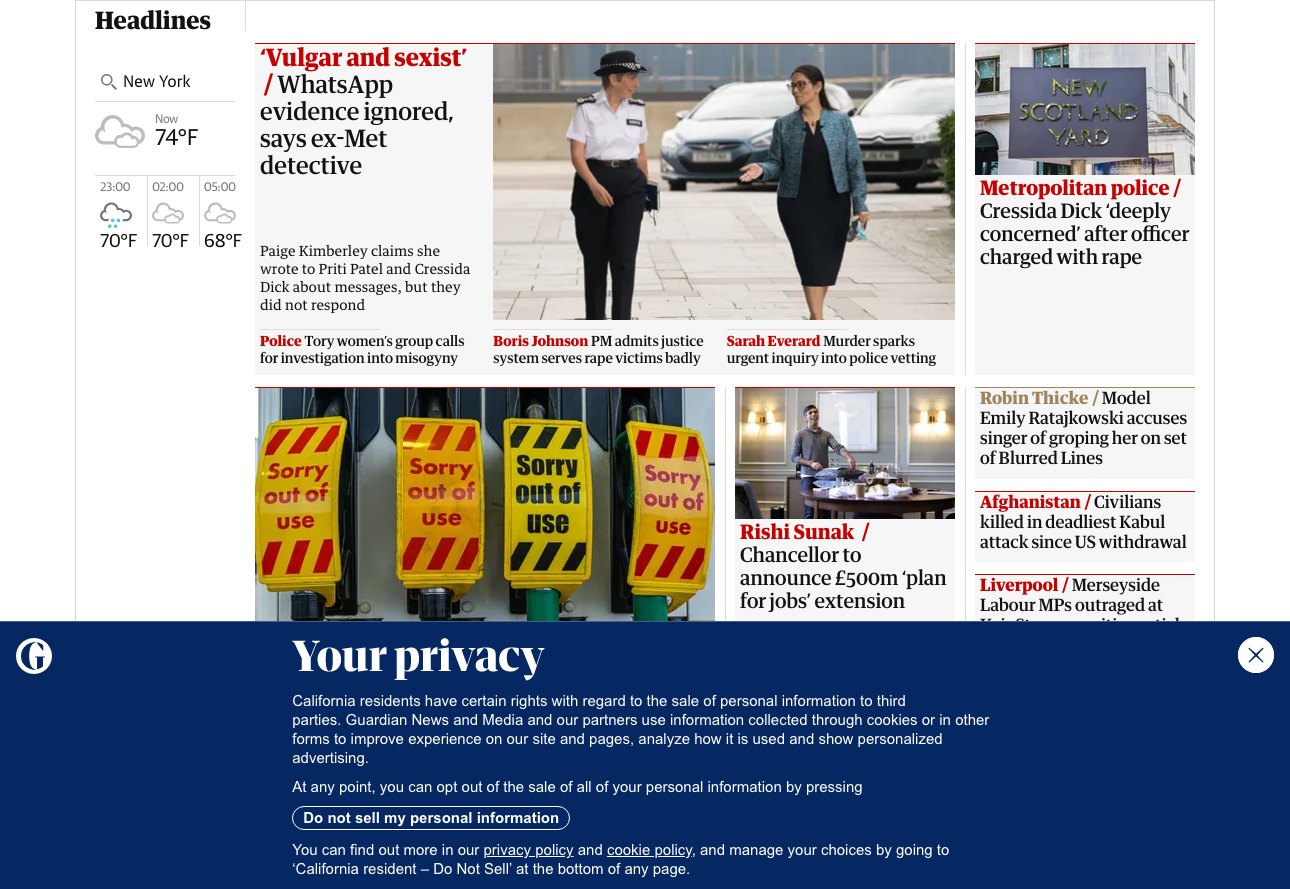 Headlines
New York
Now
74°F
23:00
02:00
05:00
70°F
70°F
68°F
‘Vulgar and sexist’
/ WhatsApp
evidence ignored,
says ex-Met
detective
Paige Kimberley claims she
wrote to Priti Patel and Cressida
Dick about messages, but they
did not respond
Police Tory women’s group calls
for investigation into misogyny
Boris Johnson PM admits justice
system serves rape victims badly
Sarah Everard Murder sparks
urgent inquiry into police vetting
NEW
SCOTLAND
YARD
Metropolitan police /
Cressida Dick ‘deeply
concerned’ after officer
charged with rape
Sorry
out of
use
Sorry
out of
use
Sorry
out of
use
Sorry
out of
use
Rishi Sunak /
Chancellor to
announce £500m ‘plan
for jobs’ extension
Robin Thicke / Model
Emily Ratajkowski accuses
singer of groping her on set
of Blurred Lines
Afghanistan / Civilians
killed in deadliest Kabul
attack since US withdrawal
Liverpool / Merseyside
Labour MPs outraged at
Your privacy
California residents have certain rights with regard to the sale of personal information to third
parties. Guardian News and Media and our partners use information collected through cookies or in other
forms to improve experience on our site and pages, analyze how it is used and show personalized
advertising.
At any point, you can opt out of the sale of all of your personal information by pressing
Do not sell my personal information
You can find out more in our privacy policy and cookie policy, and manage your choices by going to
‘California resident – Do Not Sell’ at the bottom of any page.